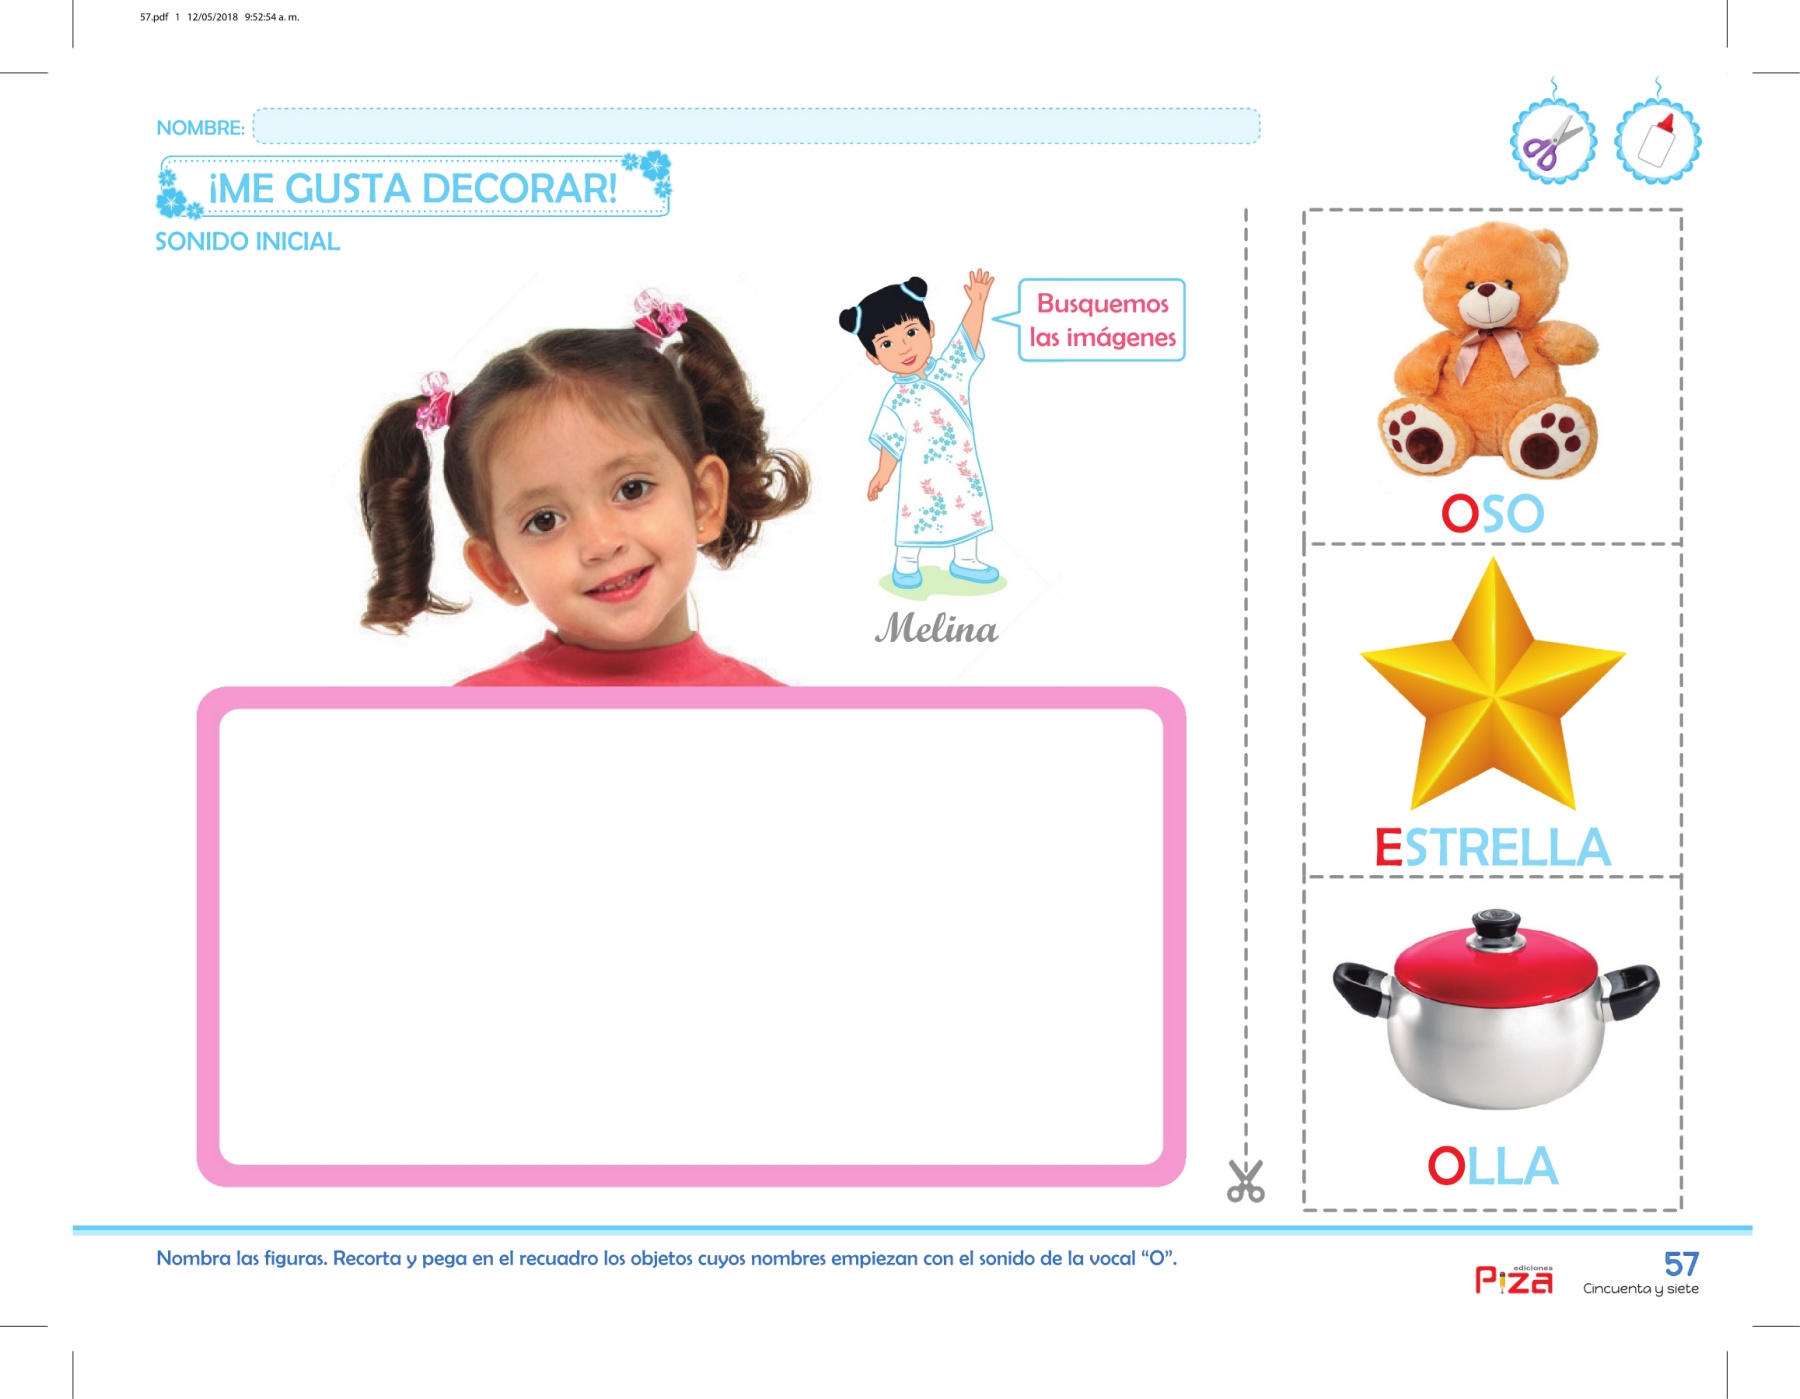 57.pdf 1 12/05/2018 9:52:54 a. m.
NOMBRE:
¡ME GUSTA DECORAR!
SONIDO INICIAL
Busquemos
las imágenes
Melina
OSO
ESTRELLA
OLLA
Nombra las figuras. Recorta y pega en el recuadro los objetos cuyos nombres empiezan con el sonido de la vocal “O”.
ediciones
Piza
57
Cincuenta y siete